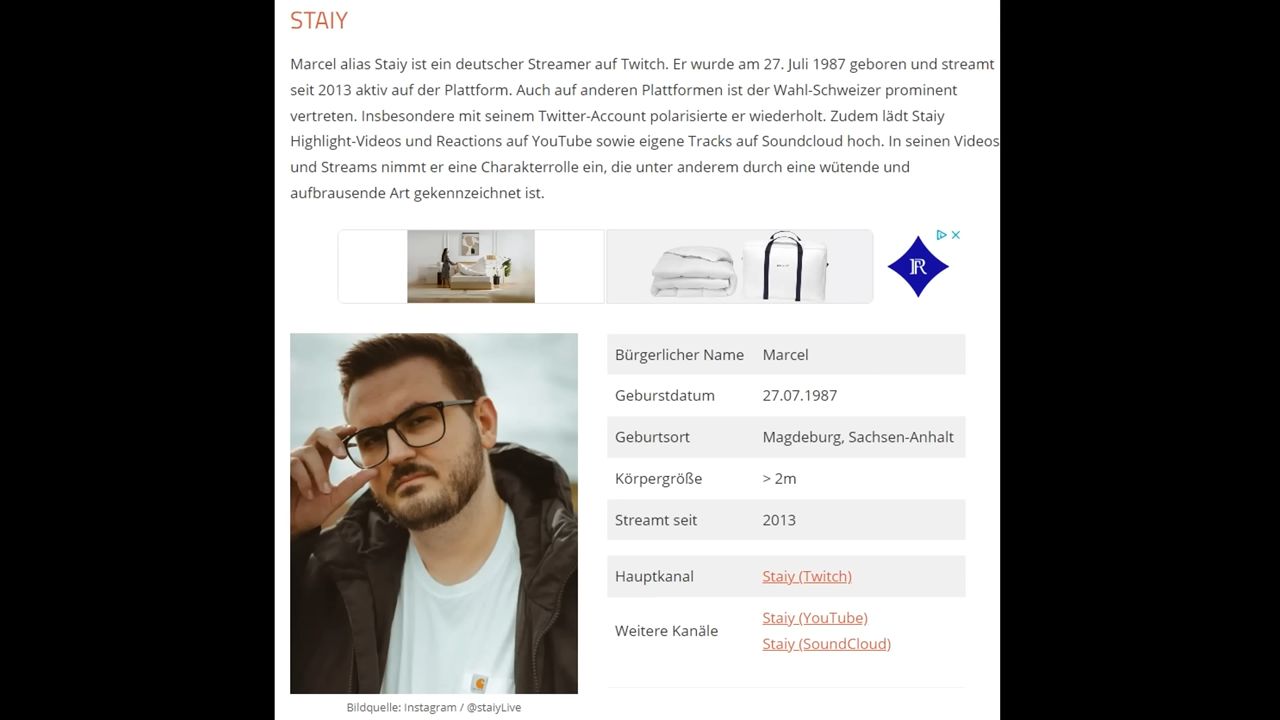 STAIY
Marcel alias Staiy ist ein deutscher Streamer auf Twitch. Er wurde am 27. Juli 1987 geboren und streamt
seit 2013 aktiv auf der Plattform. Auch auf anderen Plattformen ist der Wahl-Schweizer prominent
vertreten. Insbesondere mit seinem Twitter-Account polarisierte er wiederholt. Zudem lädt Staiy
Highlight-Videos und Reactions auf YouTube sowie eigene Tracks auf Soundcloud hoch. In seinen Videos
und Streams nimmt er eine Charakterrolle ein, die unter anderem durch eine wütende und
aufbrausende Art gekennzeichnet ist.
Bürgerlicher Name Marcel
Geburstdatum 27.07.1987
Geburtsort Magdeburg, Sachsen-Anhalt
Körpergröße > 2m
Streamt seit 2013
Hauptkanal Staiy (Twitch)
Weitere Kanäle Staiy (YouTube)
Staiy (SoundCloud)
Bildquelle: Instagram / @staiyLive